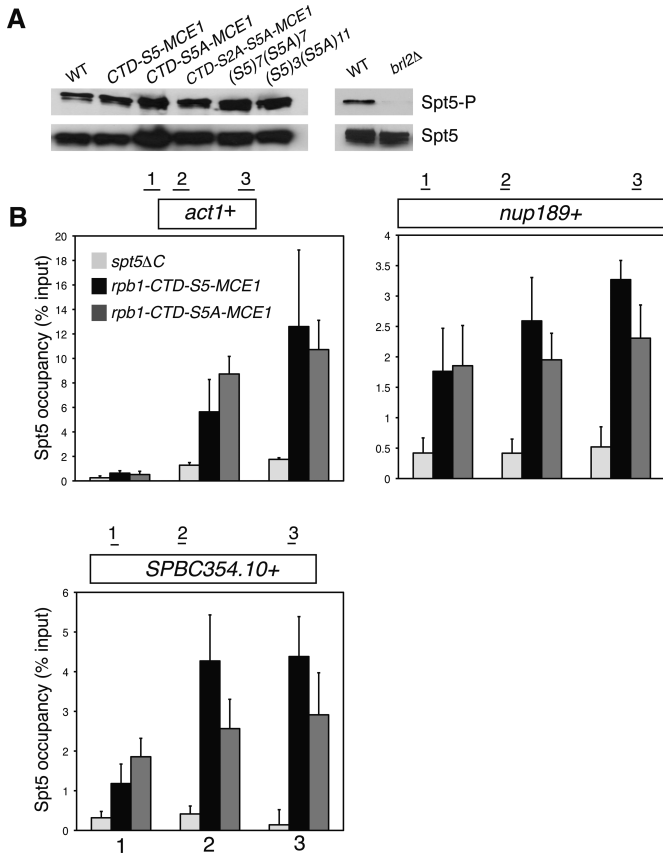 A
WT
CTD-S5-MCE1
CTD-S5A-MCE1
CTD-S2A-S5A-MCE1
(S5)7(S5A)7
(S5)3(S5A)11
WT
brl2Δ
Spt5-P
Spt5
B
1 2 3
act1+
Spt5 occupancy (% input)
20
18
16
14
12
10
8
6
4
2
0
spt5ΔC
rpb1-CTD-S5-MCE1
rpb1-CTD-S5A-MCE1
1 2 3
nup189+
4
3.5
3
2.5
2
1.5
1
0.5
0
1 2 3
SPBC354.10+
Spt5 occupancy (% input)
6
5
4
3
2
1
0
1 2 3